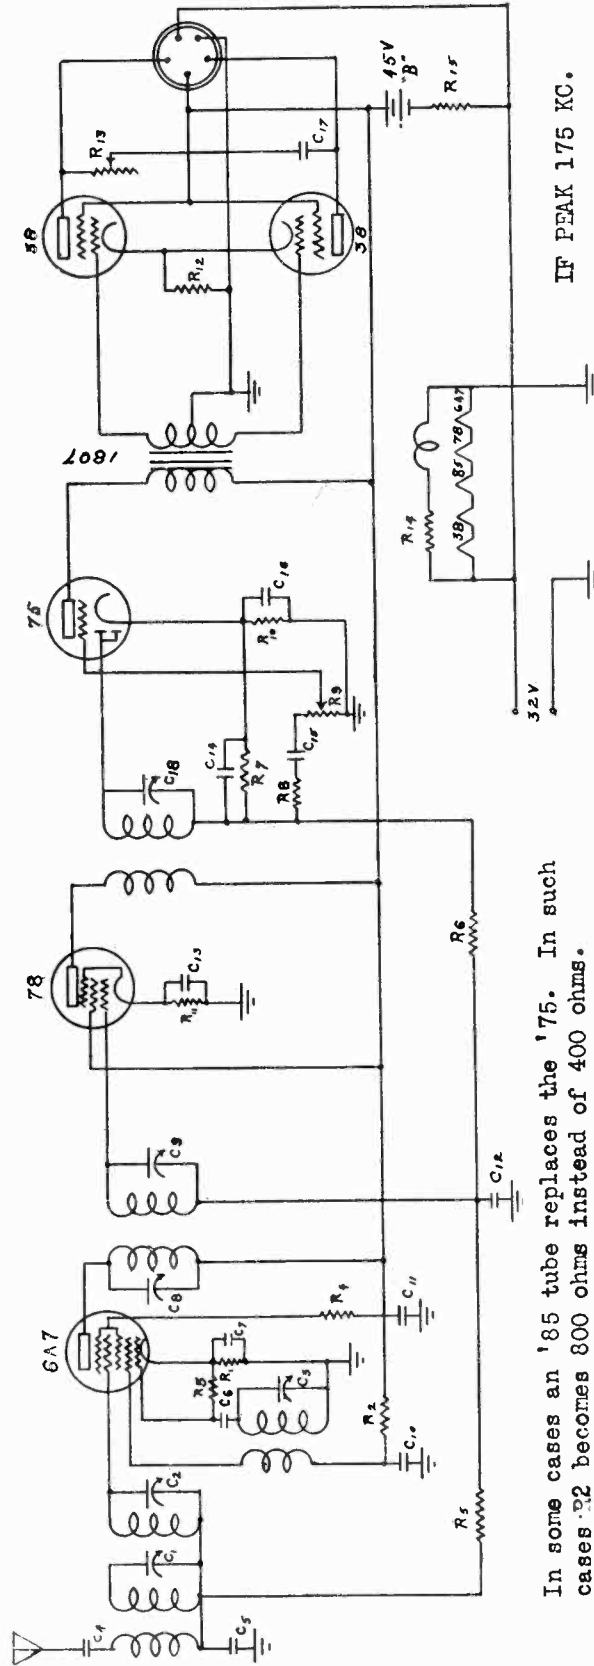 6A7
78
75
1807
38
38
R13
C17
R12
45V
"B"
R15
C4
C1
C2
C5
C8
C9
R3
C6
R1
C7
C3
R4
C11
R2
C10
R5
C12
R11
C13
R6
C18
C14
R7
R8
C15
R9
R10
C16
R14
38 85 78 6A7
32V
IF PEAK 175 KC.
In some cases an '85 tube replaces the '75. In such
cases R2 becomes 800 ohms instead of 400 ohms.